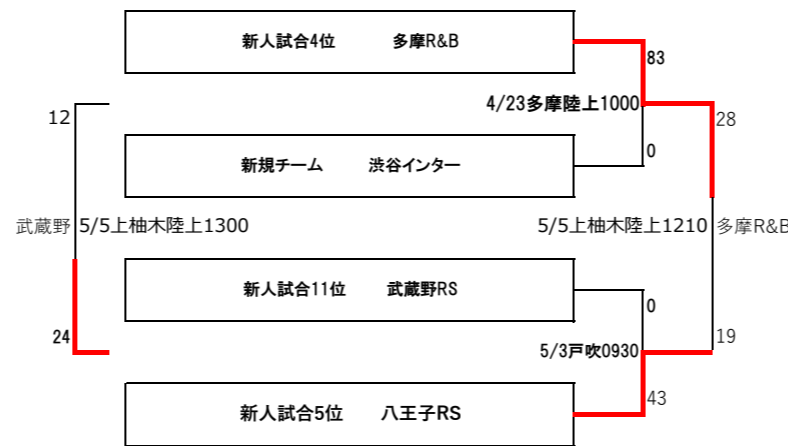 新人試合4位 多摩R&B
83
4/23多摩陸上1000
12
28
0
新規チーム 渋谷インター
武蔵野 5/5上柚木陸上1300
5/5上柚木陸上1210 多摩R&B
新人試合11位 武蔵野RS
0
24
5/3戸吹0930
19
43
新人試合5位 八王子RS